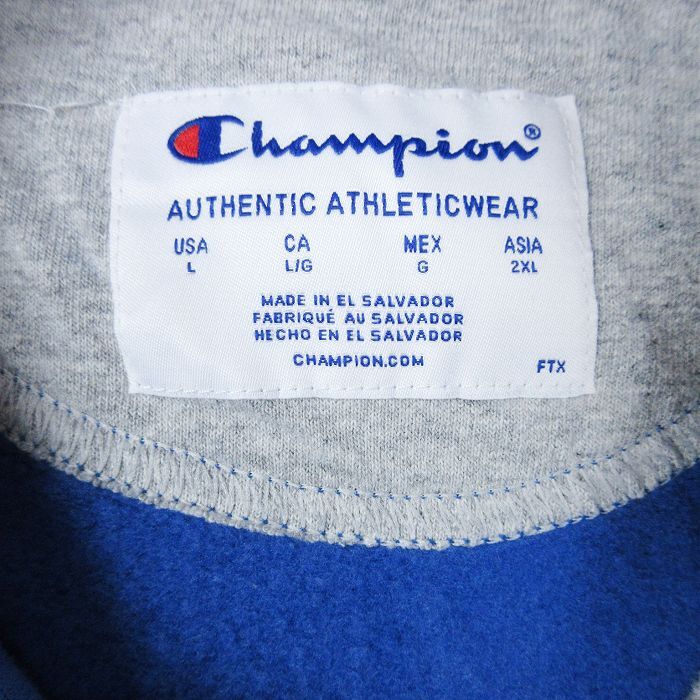 Champion®
AUTHENTIC ATHLETICWEAR
USA CA MEX ASIA
L L/G G 2XL
MADE IN EL SALVADOR
FABRIQUÉ AU SALVADOR
HECHO EN EL SALVADOR
CHAMPION.COM
FTX